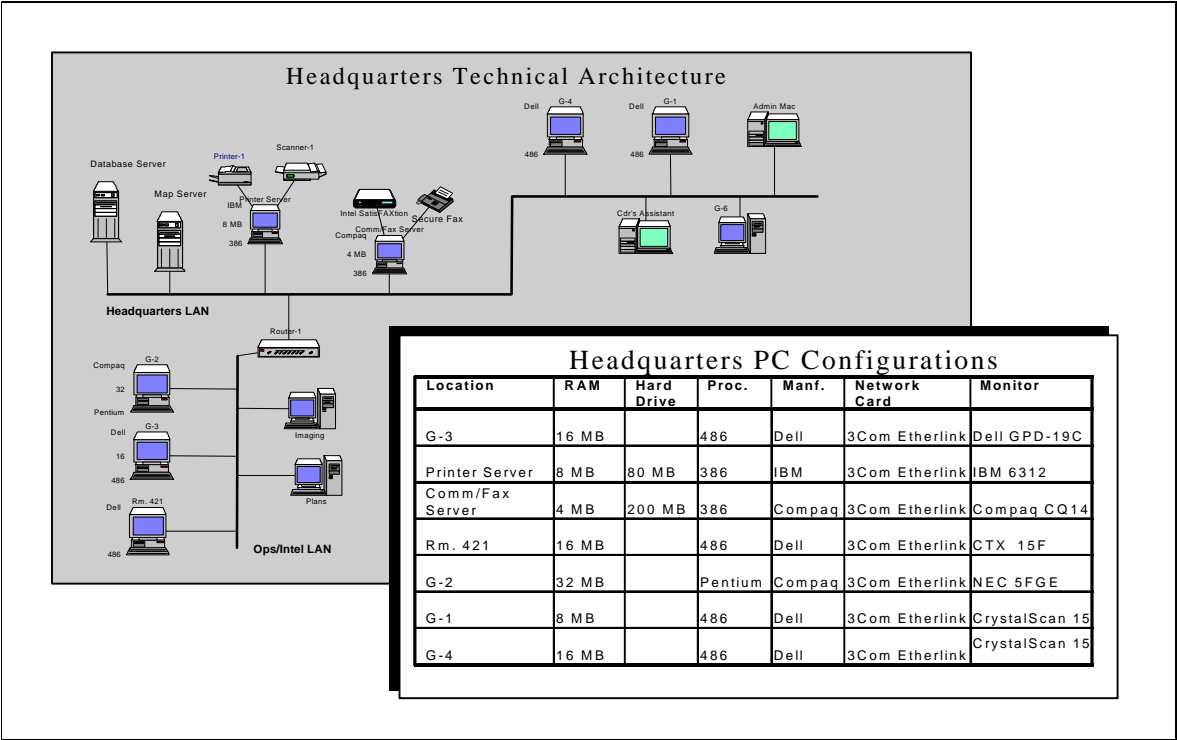 Headquarters Technical Architecture
Dell G-4
486
Dell G-1
486
Admin Mac
Database Server
Map Server
Printer-1
Scanner-1
Printer Server
IBM
8 MB
386
Intel SatisFAXtion
Secure Fax
Comm/Fax Server
Compaq
4 MB
386
Cdr's Assistant
G-6
Headquarters LAN
Router-1
G-2
Compaq
32
Pentium
G-3
Dell
16
486
Rm. 421
Dell
486
Imaging
Plans
Ops/Intel LAN
Headquarters PC Configurations
Location RAM Hard Drive Proc. Manf. Network Card Monitor
G-3 16 MB 486 Dell 3Com Etherlink Dell GPD-19C
Printer Server 8 MB 80 MB 386 IBM 3Com Etherlink IBM 6312
Comm/Fax Server 4 MB 200 MB 386 Compaq 3Com Etherlink Compaq CQ14
Rm. 421 16 MB 486 Dell 3Com Etherlink CTX 15F
G-2 32 MB Pentium Compaq 3Com Etherlink NEC 5FGE
G-1 8 MB 486 Dell 3Com Etherlink CrystalScan 15
G-4 16 MB 486 Dell 3Com Etherlink CrystalScan 15